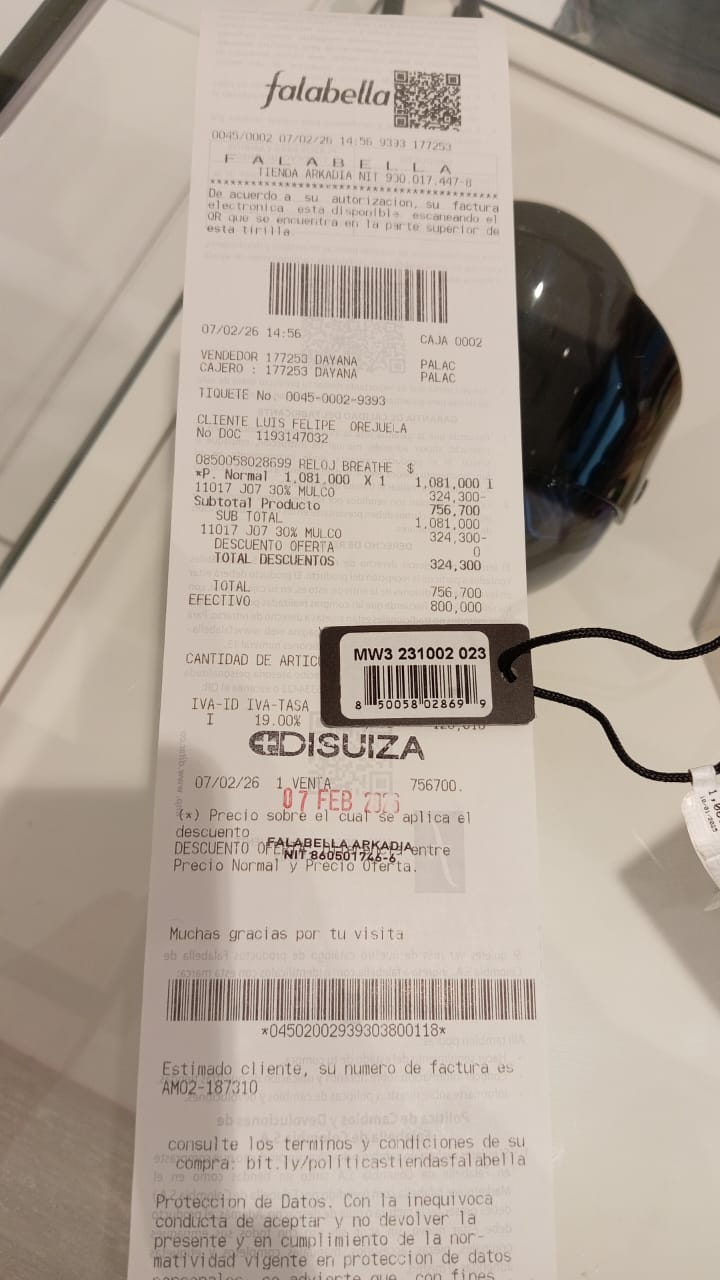 falabella
0045/0002 07/02/26 14:56 9393 177253
F A L A B E L L A
TIENDA ARKADIA NIT 900.017.447-8
De acuerdo a su autorizacion, su factura
electronica esta disponible escaneando el
QR que se encuentra en la parte superior de
esta tirilla
07/02/26 14:56 CAJA 0002
VENDEDOR 177253 DAYANA PALAC
CAJERO : 177253 DAYANA PALAC
TIQUETE No. 0045-0002-9393
CLIENTE LUIS FELIPE OREJUELA
No DOC 1193147032
0850058028699 RELOJ BREATHE $
*P. Normal 1,081,000 X 1 1,081,000 I
11017 J07 30% MULCO 324,300-
Subtotal Producto 756,700
SUB TOTAL 1,081,000
11017 J07 30% MULCO 324,300-
DESCUENTO OFERTA 0
TOTAL DESCUENTOS 324,300
TOTAL 756,700
EFECTIVO 800,000
CANTIDAD DE ARTIC
MW3 231002 023
8 50058 02869 9
IVA-ID IVA-TASA
I 19.00%
DISUIZA
07/02/26 1 VENTA 756700.
07 FEB 2026
(*) Precio sobre el cual se aplica el
descuento
FALABELLA ARKADIA
DESCUENTO entre
NIT 860501746-6
Precio Normal y Precio Oferta.
Muchas gracias por tu visita
*04502002939303800118*
Estimado cliente, su numero de factura es
AM02-187310
consulte los terminos y condiciones de su
compra: bit.ly/politicastiendasfalabella
Proteccion de Datos. Con la inequivoca
conducta de aceptar y no devolver la
presente y en cumplimiento de la nor-
matividad vigente en proteccion de datos